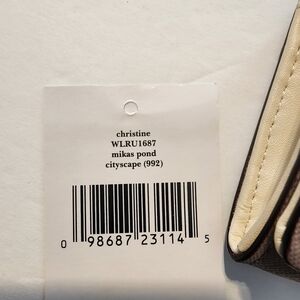 christine
WLRU1687
mikas pond
cityscape (992)
0 98687 23114 5